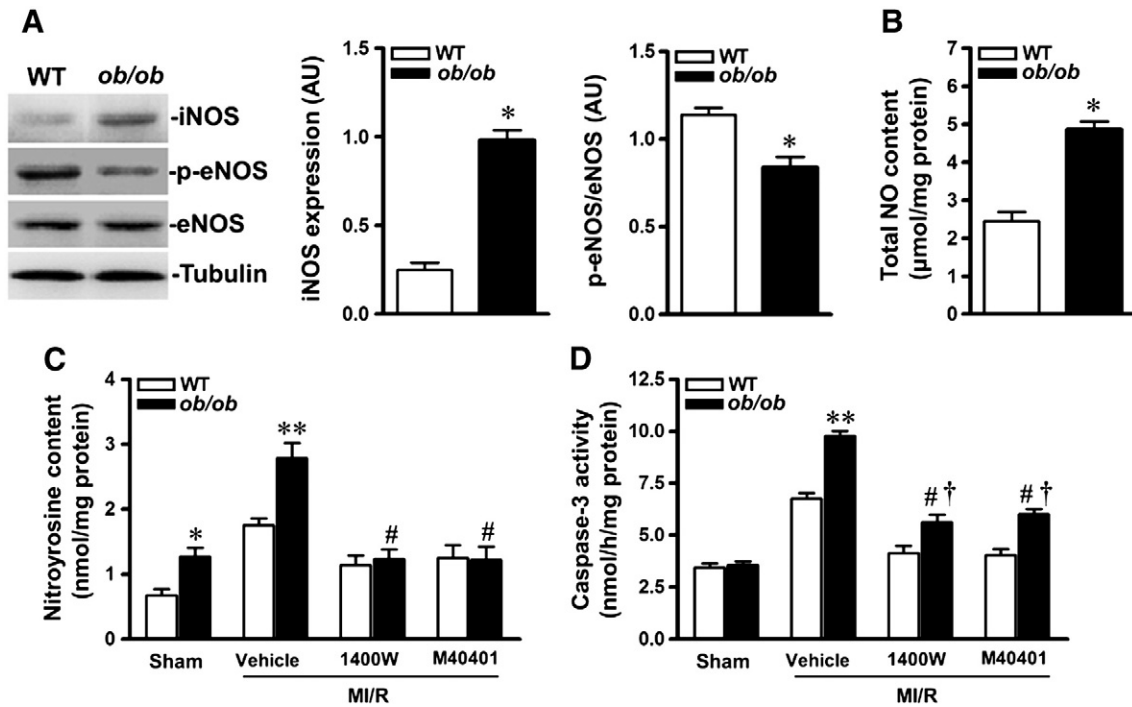 A
WT ob/ob
-iNOS
-p-eNOS
-eNOS
-Tubulin
iNOS expression (AU)
1.5
1.0
0.5
0.0
WT
ob/ob
*
p-eNOS/eNOS (AU)
1.5
1.0
0.5
0.0
WT
ob/ob
*
B
Total NO content
(µmol/mg protein)
7
6
5
4
3
2
1
0
WT
ob/ob
*
C
Nitroyrosine content
(nmol/mg protein)
4
3
2
1
0
WT
ob/ob
*
**
#
#
Sham Vehicle 1400W M40401
MI/R
D
Caspase-3 activity
(nmol/h/mg protein)
12.5
10.0
7.5
5.0
2.5
0.0
WT
ob/ob
**
# †
# †
Sham Vehicle 1400W M40401
MI/R